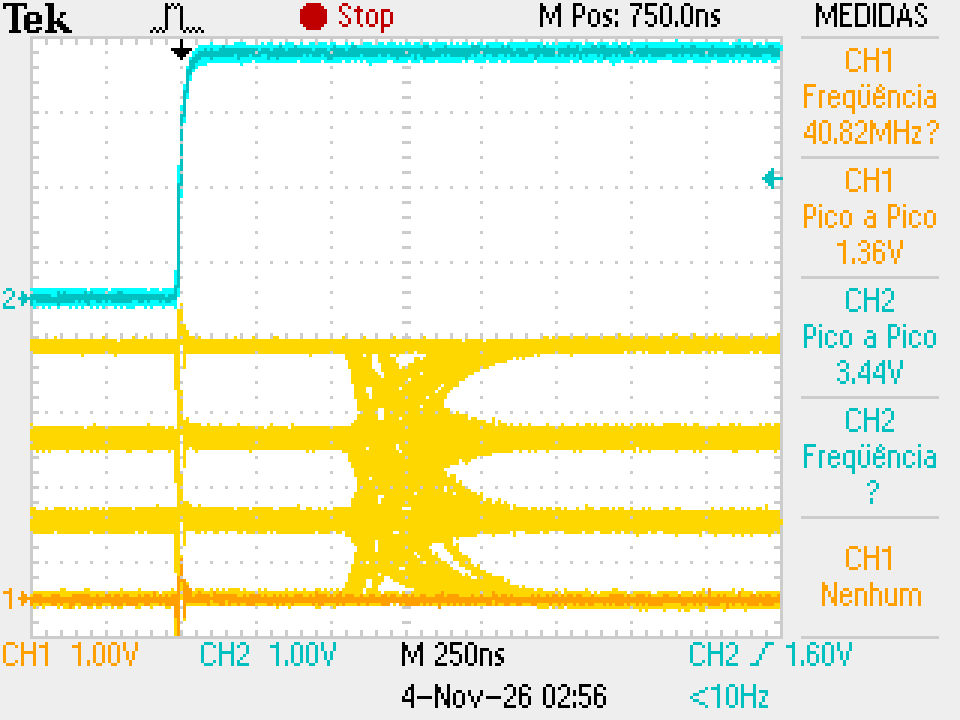 Tek Stop M Pos: 750.0ns MEDIDAS
CH1
Freqüência
40.82MHz?
CH1
Pico a Pico
1.36V
CH2
Pico a Pico
3.44V
CH2
Freqüência
?
CH1
Nenhum
2
1
CH1 1.00V CH2 1.00V M 250ns CH2 1.60V
4-Nov-26 02:56 <10Hz